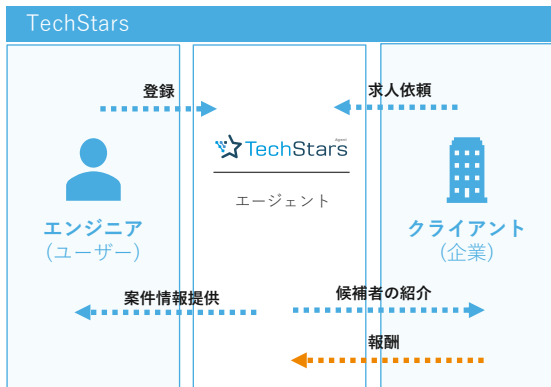 TechStars
登録
求人依頼
Agent
TechStars
エージェント
エンジニア
（ユーザー）
クライアント
（企業）
案件情報提供
候補者の紹介
報酬